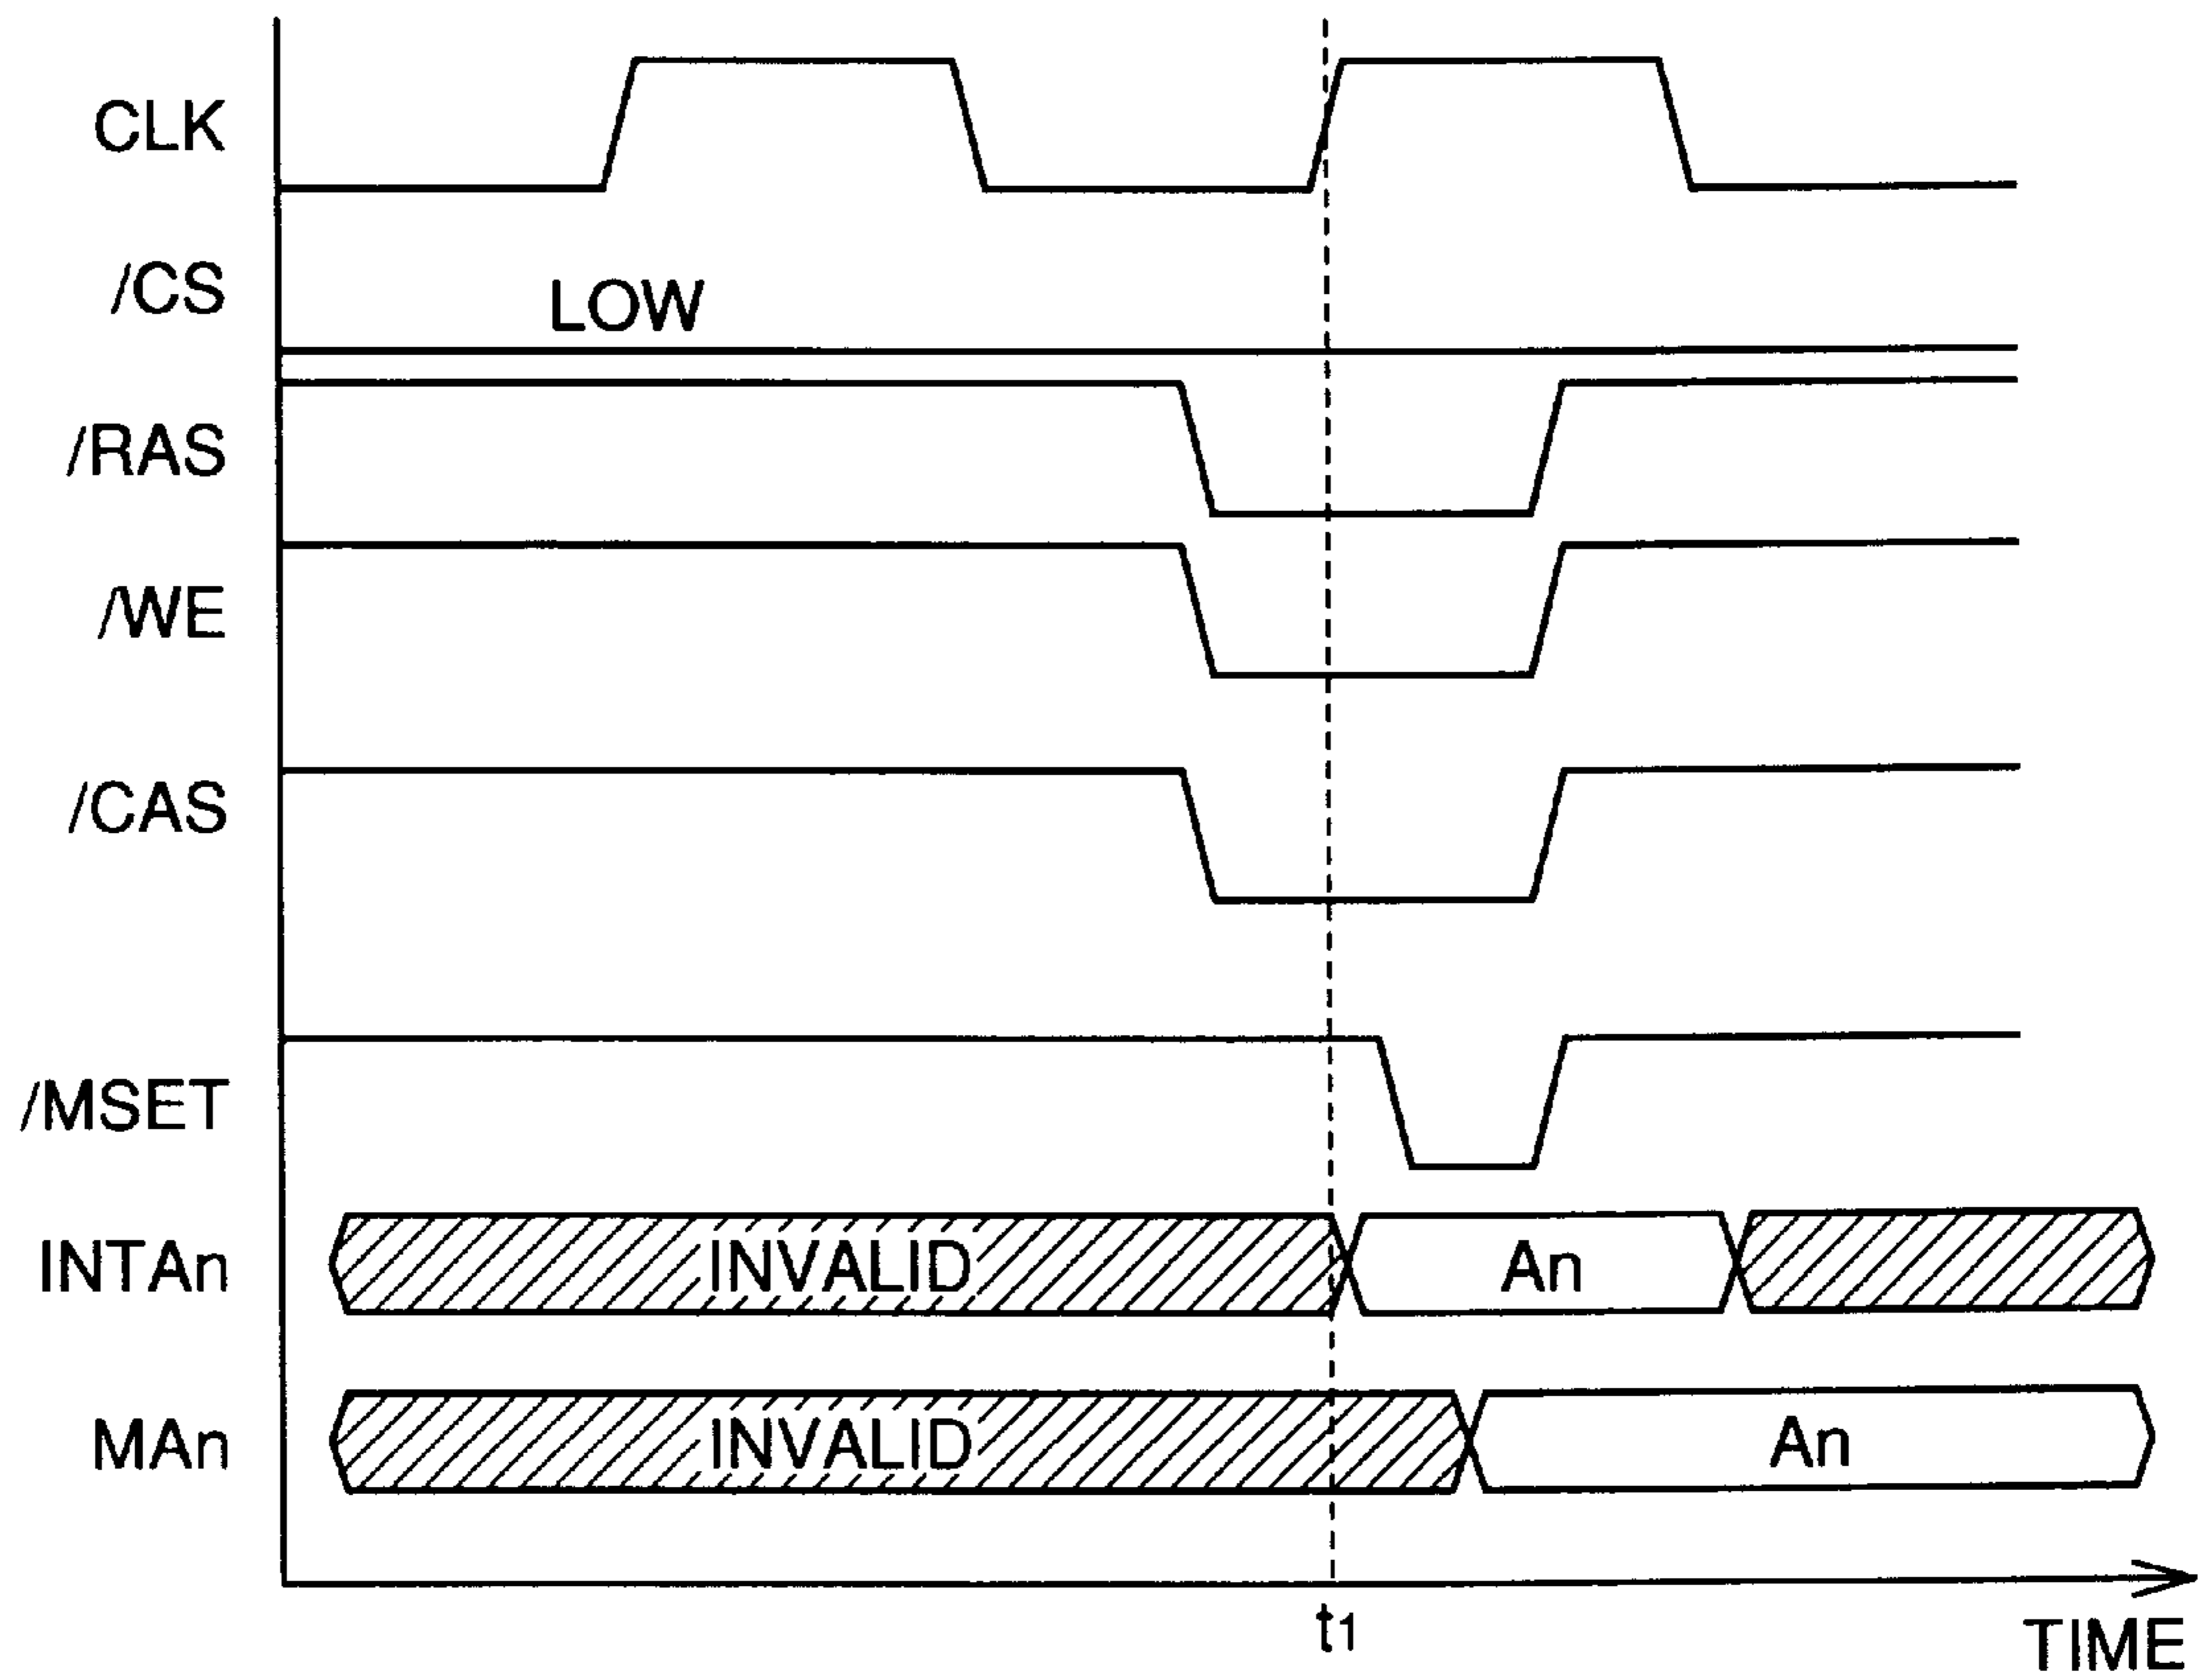 CLK
/CS
LOW
/RAS
/WE
/CAS
/MSET
INTAn INVALID An
MAn INVALID An
t1
TIME